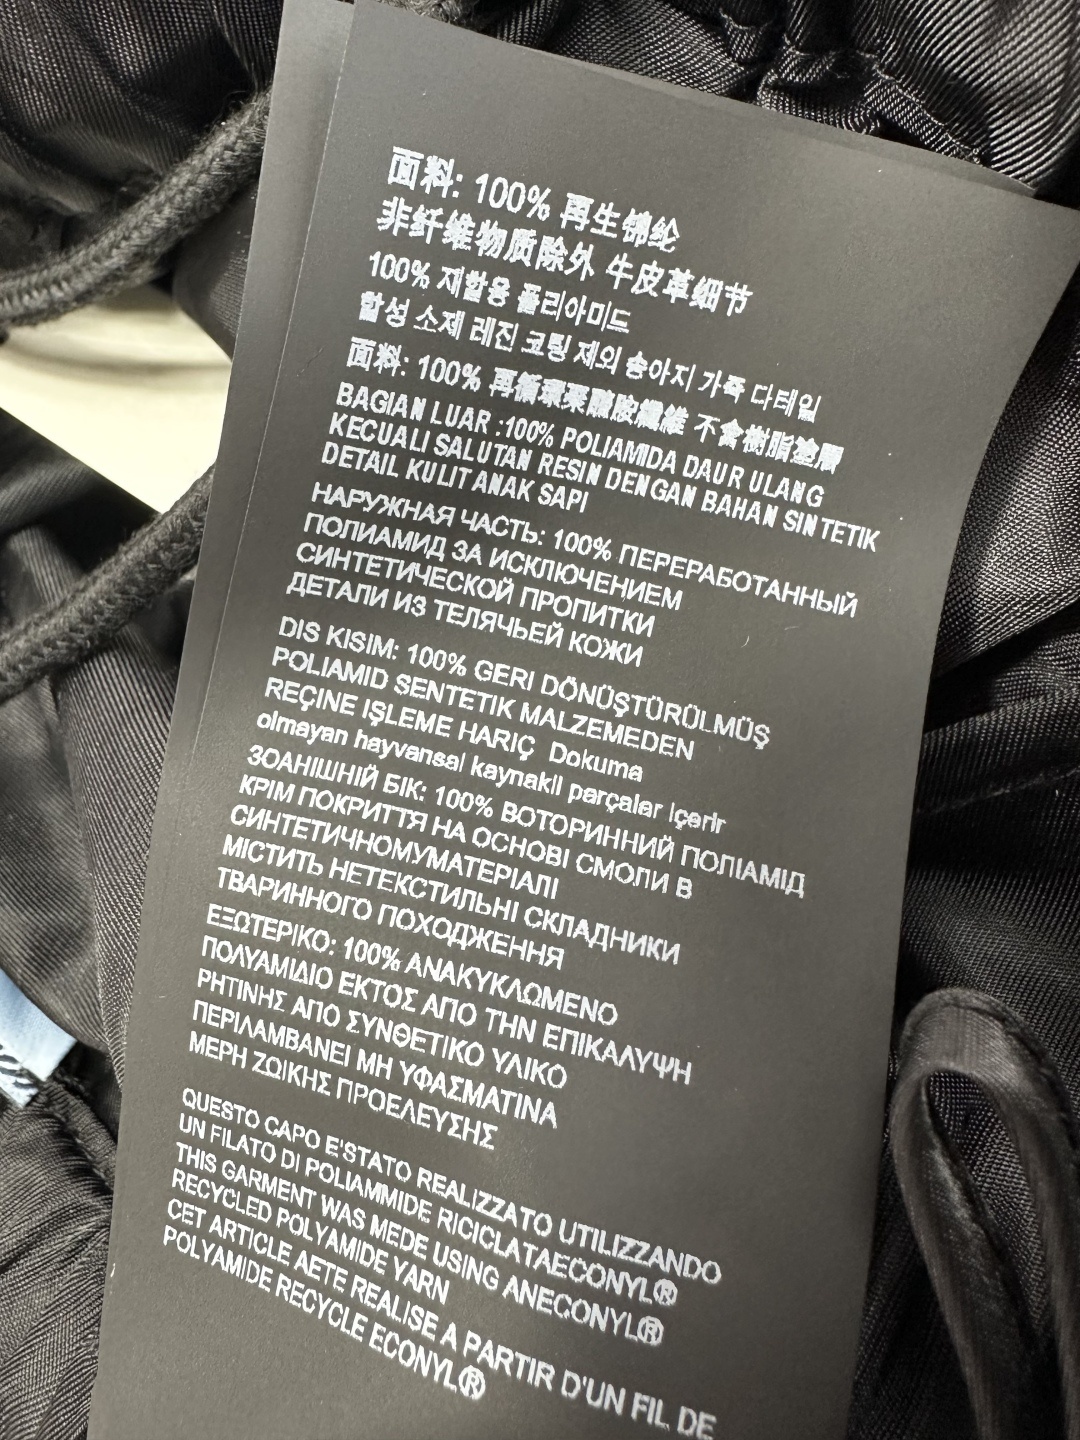 面料: 100% 再生锦纶
非纤维物质除外 牛皮革细节
100% 재합용 폴리아미드
합성 소제 레진 코팅 제외 송아지 가죽 다테일
面料: 100% 再循環聚醯胺纖維 不含樹脂塗層
BAGIAN LUAR :100% POLIAMIDA DAUR ULANG
KECUALI SALUTAN RESIN DENGAN BAHAN SINTETIK
DETAIL KULIT ANAK SAPI
НАРУЖНАЯ ЧАСТЬ: 100% ПЕРЕРАБОТАННЫЙ
ПОЛИАМИД ЗА ИСКЛЮЧЕНИЕМ
СИНТЕТИЧЕСКОЙ ПРОПИТКИ
ДЕТАЛИ ИЗ ТЕЛЯЧЬЕЙ КОЖИ
DIS KISIM: 100% GERI DÖNÜŞTÜRÜLMÜŞ
POLIAMID SENTETIK MALZEMEDEN
REÇINE IŞLEME HARIÇ Dokuma
olmayan hayvansal kaynakil parçalar Içerir
ЗОАНІШНІЙ БІК: 100% ВОТОРИННИЙ ПОЛІАМІД
КРІМ ПОКРИТТЯ НА ОСНОВІ СМОЛИ В
СИНТЕТИЧНОМУМАТЕРІАЛІ
МІСТИТЬ НЕТЕКСТИЛЬНІ СКЛАДНИКИ
ТВАРИННОГО ПОХОДЖЕННЯ
ΕΞΩΤΕΡΙΚΟ: 100% ΑΝΑΚΥΚΛΩΜΕΝΟ
ΠΟΛΥΑΜΙΔΙΟ ΕΚΤΟΣ ΑΠΟ ΤΗΝ ΕΠΙΚΑΛΥΨΗ
ΡΗΤΙΝΗΣ ΑΠΟ ΣΥΝΘΕΤΙΚΟ ΥΛΙΚΟ
ΠΕΡΙΛΑΜΒΑΝΕΙ ΜΗ ΥΦΑΣΜΑΤΙΝΑ
ΜΕΡΗ ΖΩΙΚΗΣ ΠΡΟΕΛΕΥΣΗΣ
QUESTO CAPO E'STATO REALIZZATO UTILIZZANDO
UN FILATO DI POLIAMMIDE RICICLATAECONYL®
THIS GARMENT WAS MEDE USING ANECONYL®
RECYCLED POLYAMIDE YARN
CET ARTICLE AETE REALISE A PARTIR D'UN FIL DE
POLYAMIDE RECYCLE ECONYL®